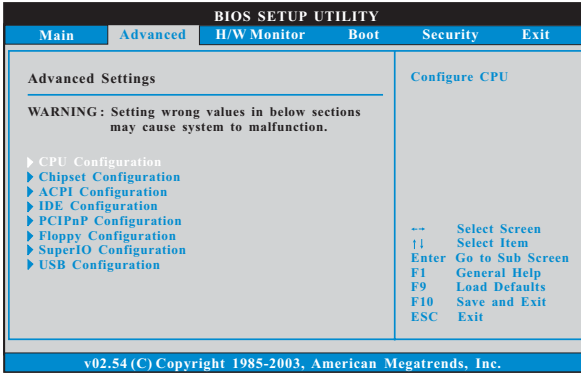 BIOS SETUP UTILITY
Main Advanced H/W Monitor Boot Security Exit
Advanced Settings
WARNING : Setting wrong values in below sections
may cause system to malfunction.
CPU Configuration
Chipset Configuration
ACPI Configuration
IDE Configuration
PCIPnP Configuration
Floppy Configuration
SuperIO Configuration
USB Configuration
Configure CPU
←→ Select Screen
↑↓ Select Item
Enter Go to Sub Screen
F1 General Help
F9 Load Defaults
F10 Save and Exit
ESC Exit
v02.54 (C) Copyright 1985-2003, American Megatrends, Inc.